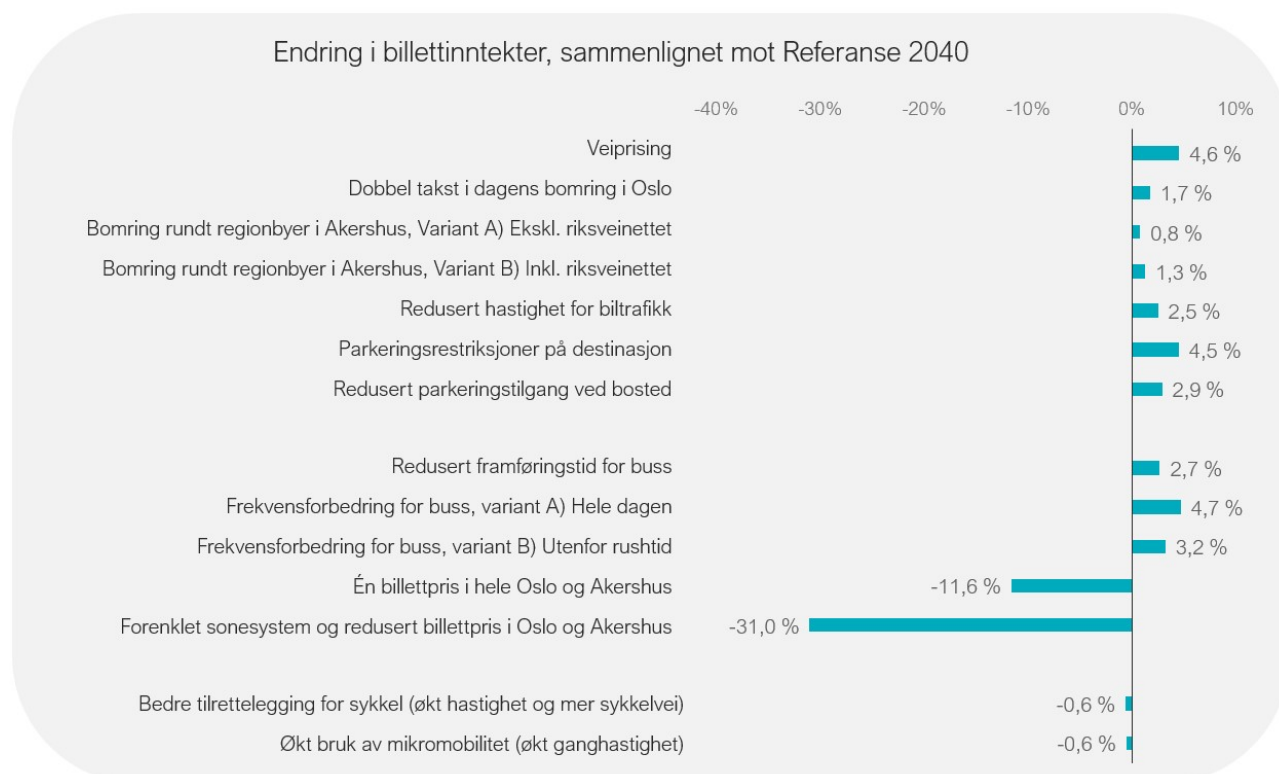 Endring i billettinntekter, sammenlignet mot Referanse 2040
-40% -30% -20% -10% 0% 10%
Veiprising 4,6 %
Dobbel takst i dagens bomring i Oslo 1,7 %
Bomring rundt regionbyer i Akershus, Variant A) Ekskl. riksveinettet 0,8 %
Bomring rundt regionbyer i Akershus, Variant B) Inkl. riksveinettet 1,3 %
Redusert hastighet for biltrafikk 2,5 %
Parkeringsrestriksjoner på destinasjon 4,5 %
Redusert parkeringstilgang ved bosted 2,9 %
Redusert framføringstid for buss 2,7 %
Frekvensforbedring for buss, variant A) Hele dagen 4,7 %
Frekvensforbedring for buss, variant B) Utenfor rushtid 3,2 %
Én billettpris i hele Oslo og Akershus -11,6 %
Forenklet sonesystem og redusert billettpris i Oslo og Akershus -31,0 %
Bedre tilrettelegging for sykkel (økt hastighet og mer sykkelvei) -0,6 %
Økt bruk av mikromobilitet (økt ganghastighet) -0,6 %